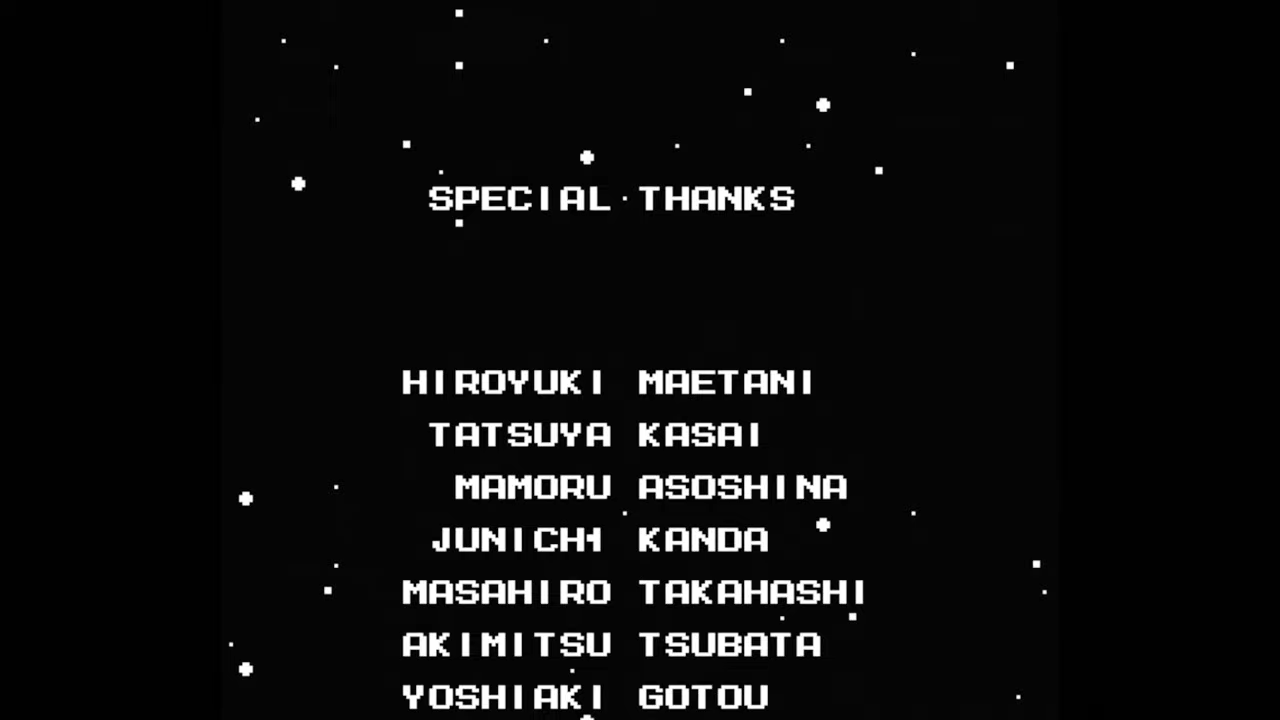 SPECIAL THANKS
HIROYUKI MAETANI
TATSUYA KASAI
MAMORU ASOSHINA
JUNICHI KANDA
MASAHIRO TAKAHASHI
AKIMITSU TSUBATA
YOSHIAKI GOTOU